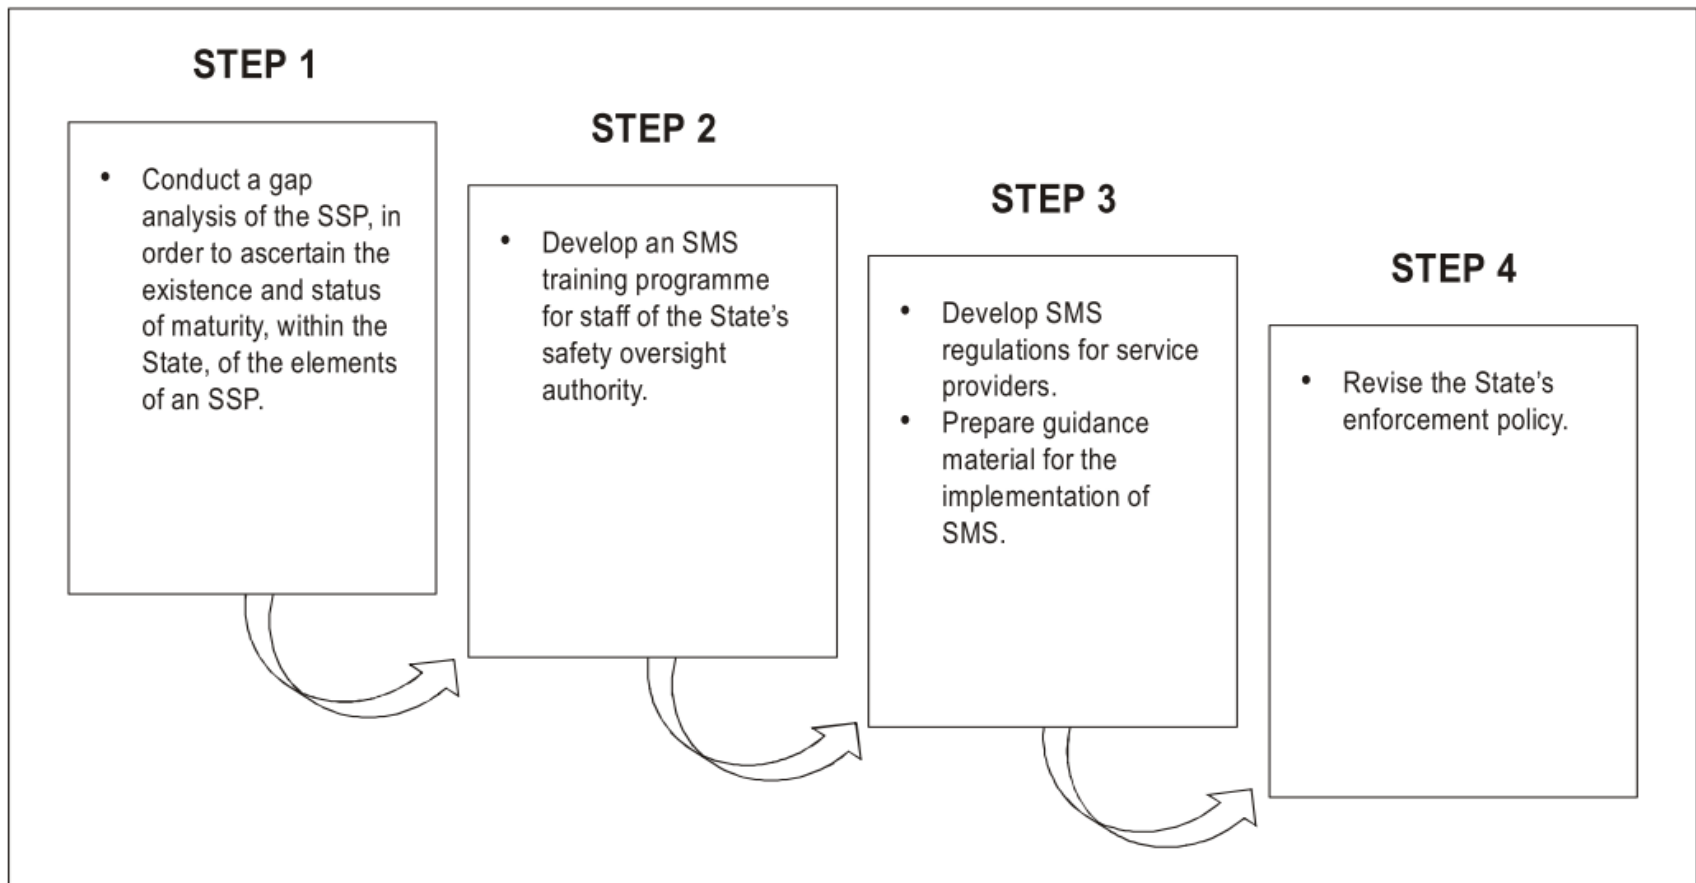 STEP 1
• Conduct a gap
analysis of the SSP, in
order to ascertain the
existence and status
of maturity, within the
State, of the elements
of an SSP.
STEP 2
• Develop an SMS
training programme
for staff of the State’s
safety oversight
authority.
STEP 3
• Develop SMS
regulations for service
providers.
• Prepare guidance
material for the
implementation of
SMS.
STEP 4
• Revise the State’s
enforcement policy.